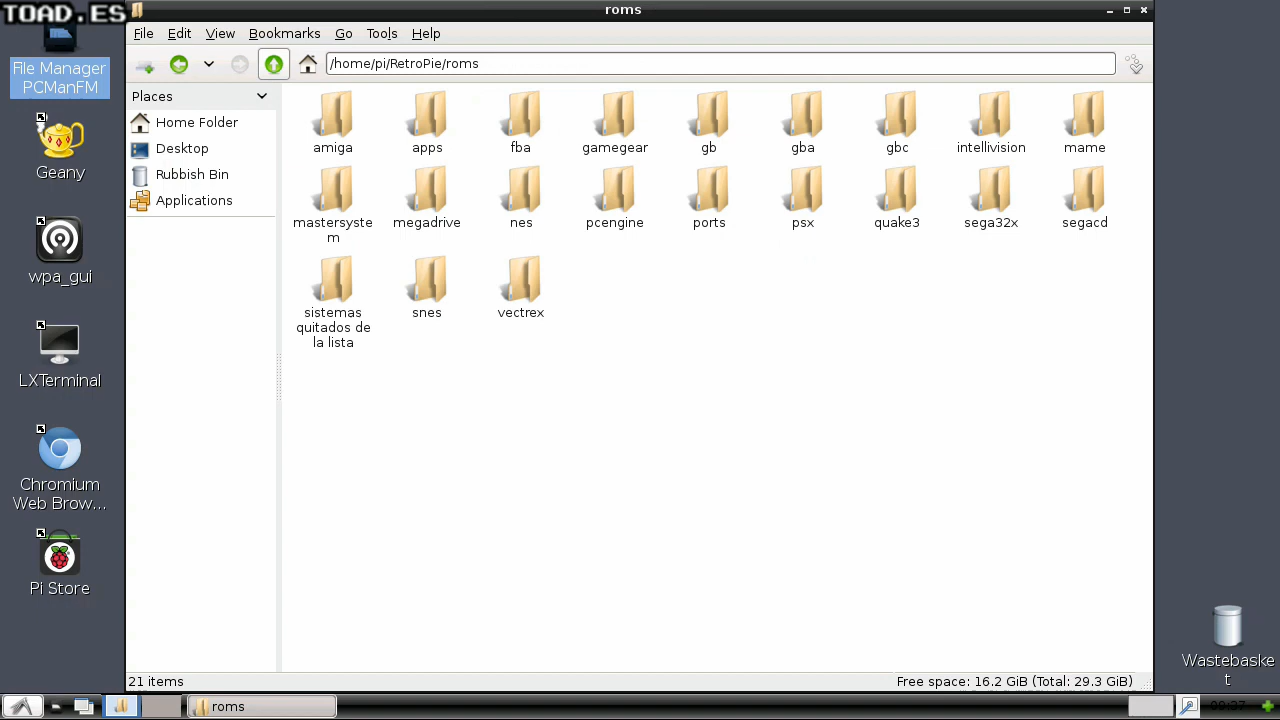 TOAD.ES
roms
File Edit View Bookmarks Go Tools Help
/home/pi/RetroPie/roms
File Manager
PCManFM
Geany
wpa_gui
LXTerminal
Chromium
Web Brow...
Pi Store
Places
Home Folder
Desktop
Rubbish Bin
Applications
amiga apps fba gamegear gb gba gbc intellivision mame
mastersyste
m
megadrive nes pcengine ports psx quake3 sega32x segacd
sistemas
quitados de
la lista
snes vectrex
Wastebaske
t
21 items
Free space: 16.2 GiB (Total: 29.3 GiB)
roms